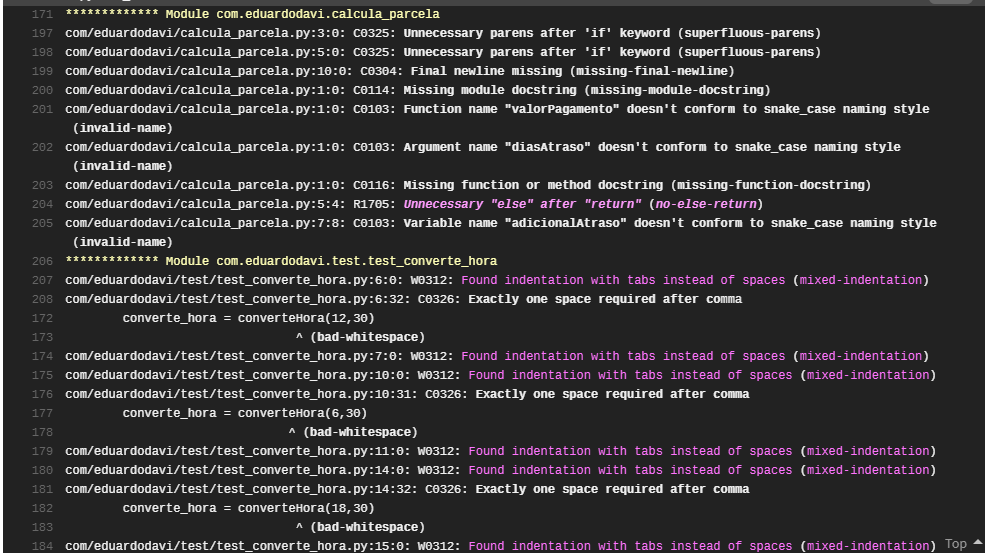 171 ************* Module com.eduardodavi.calcula_parcela
197 com/eduardodavi/calcula_parcela.py:3:0: C0325: Unnecessary parens after 'if' keyword (superfluous-parens)
198 com/eduardodavi/calcula_parcela.py:5:0: C0325: Unnecessary parens after 'if' keyword (superfluous-parens)
199 com/eduardodavi/calcula_parcela.py:10:0: C0304: Final newline missing (missing-final-newline)
200 com/eduardodavi/calcula_parcela.py:1:0: C0114: Missing module docstring (missing-module-docstring)
201 com/eduardodavi/calcula_parcela.py:1:0: C0103: Function name "valorPagamento" doesn't conform to snake_case naming style
(invalid-name)
202 com/eduardodavi/calcula_parcela.py:1:0: C0103: Argument name "diasAtraso" doesn't conform to snake_case naming style
(invalid-name)
203 com/eduardodavi/calcula_parcela.py:1:0: C0116: Missing function or method docstring (missing-function-docstring)
204 com/eduardodavi/calcula_parcela.py:5:4: R1705: Unnecessary "else" after "return" (no-else-return)
205 com/eduardodavi/calcula_parcela.py:7:8: C0103: Variable name "adicionalAtraso" doesn't conform to snake_case naming style
(invalid-name)
206 ************* Module com.eduardodavi.test.test_converte_hora
207 com/eduardodavi/test/test_converte_hora.py:6:0: W0312: Found indentation with tabs instead of spaces (mixed-indentation)
208 com/eduardodavi/test/test_converte_hora.py:6:32: C0326: Exactly one space required after comma
172 converte_hora = converteHora(12,30)
173 ^ (bad-whitespace)
174 com/eduardodavi/test/test_converte_hora.py:7:0: W0312: Found indentation with tabs instead of spaces (mixed-indentation)
175 com/eduardodavi/test/test_converte_hora.py:10:0: W0312: Found indentation with tabs instead of spaces (mixed-indentation)
176 com/eduardodavi/test/test_converte_hora.py:10:31: C0326: Exactly one space required after comma
177 converte_hora = converteHora(6,30)
178 ^ (bad-whitespace)
179 com/eduardodavi/test/test_converte_hora.py:11:0: W0312: Found indentation with tabs instead of spaces (mixed-indentation)
180 com/eduardodavi/test/test_converte_hora.py:14:0: W0312: Found indentation with tabs instead of spaces (mixed-indentation)
181 com/eduardodavi/test/test_converte_hora.py:14:32: C0326: Exactly one space required after comma
182 converte_hora = converteHora(18,30)
183 ^ (bad-whitespace)
184 com/eduardodavi/test/test_converte_hora.py:15:0: W0312: Found indentation with tabs instead of spaces (mixed-indentation) Top